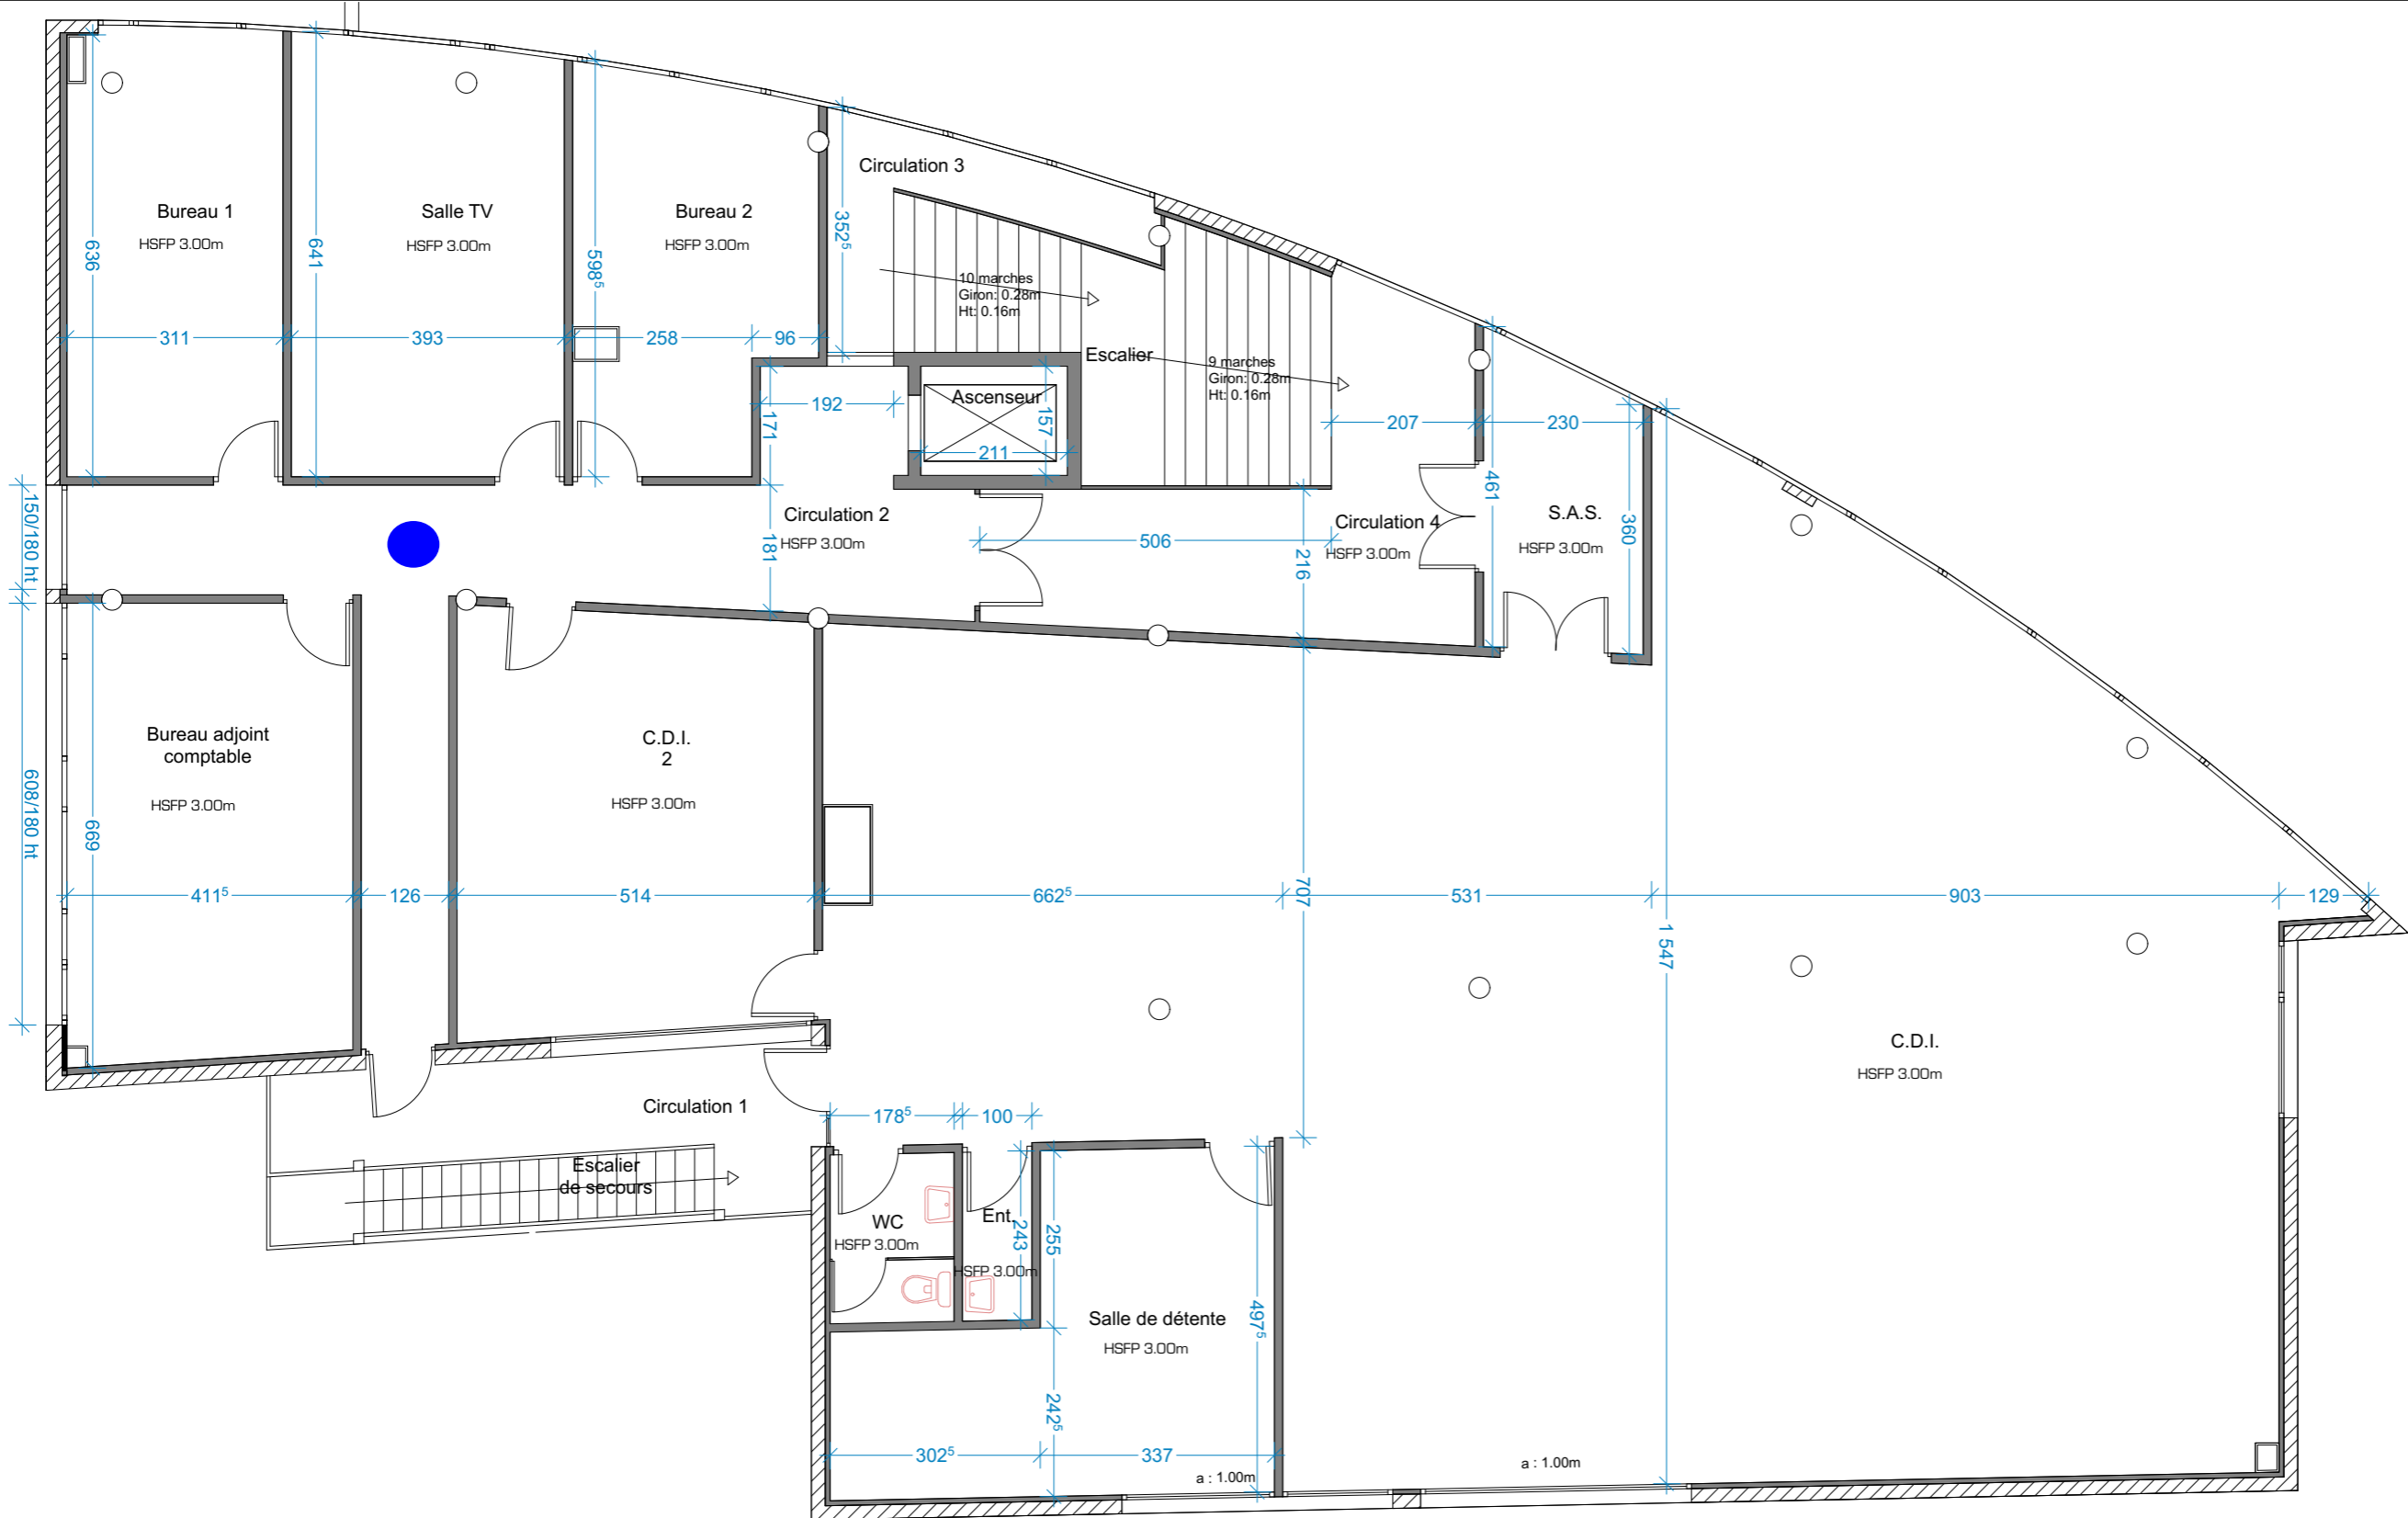 Circulation 3
352⁵
Bureau 1
HSFP 3.00m
Salle TV
HSFP 3.00m
Bureau 2
HSFP 3.00m
636
641
598⁵
10 marches
Giron: 0.28m
Ht: 0.16m
311
393
258
96
Escalier
9 marches
Giron: 0.28m
Ht: 0.16m
192
171
Ascenseur
157
211
207
230
461
360
150/180 ht
Circulation 2
HSFP 3.00m
181
506
Circulation 4
HSFP 3.00m
216
S.A.S.
HSFP 3.00m
Bureau adjoint
comptable
HSFP 3.00m
C.D.I.
2
HSFP 3.00m
608/180 ht
669
411⁵
126
514
662⁵
707
531
903
129
1 547
C.D.I.
HSFP 3.00m
Circulation 1
178⁵
100
Escalier
de secours
WC
HSFP 3.00m
Ent.
HSFP 3.00m
243
255
497⁵
Salle de détente
HSFP 3.00m
242⁵
302⁵
337
a : 1.00m
a : 1.00m